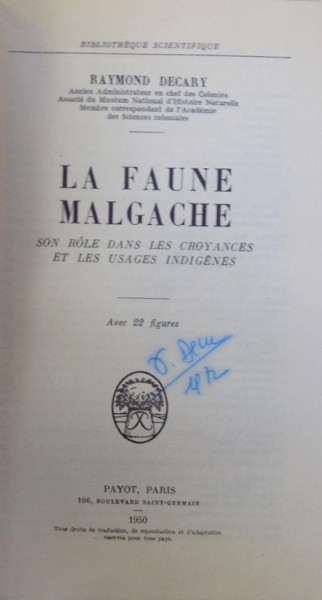 BIBLIOTHÈQUE SCIENTIFIQUE
RAYMOND DECARY
Ancien Administrateur en chef des Colonies
Associé du Muséum National d'Histoire Naturelle
Membre correspondant de l'Académie
des Sciences coloniales
LA FAUNE
MALGACHE
SON RÔLE DANS LES CROYANCES
ET LES USAGES INDIGÈNES
Avec 22 figures
PAYOT, PARIS
106, BOULEVARD SAINT-GERMAIN
1950
Tous droits de traduction, de reproduction et d'adaptation
réservés pour tous pays.